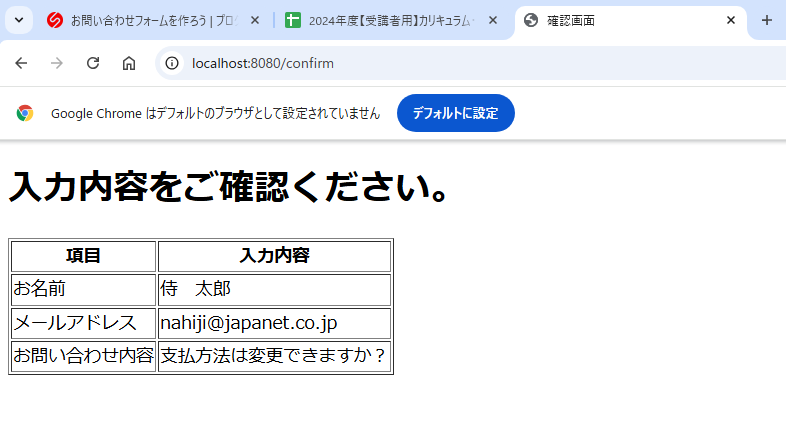 お問い合わせフォームを作ろう | プロ
2024年度【受講者用】カリキュラム
確認画面
localhost:8080/confirm
Google Chrome はデフォルトのブラウザとして設定されていません デフォルトに設定
入力内容をご確認ください。
項目 入力内容
お名前 侍　太郎
メールアドレス nahiji@japanet.co.jp
お問い合わせ内容 支払方法は変更できますか？